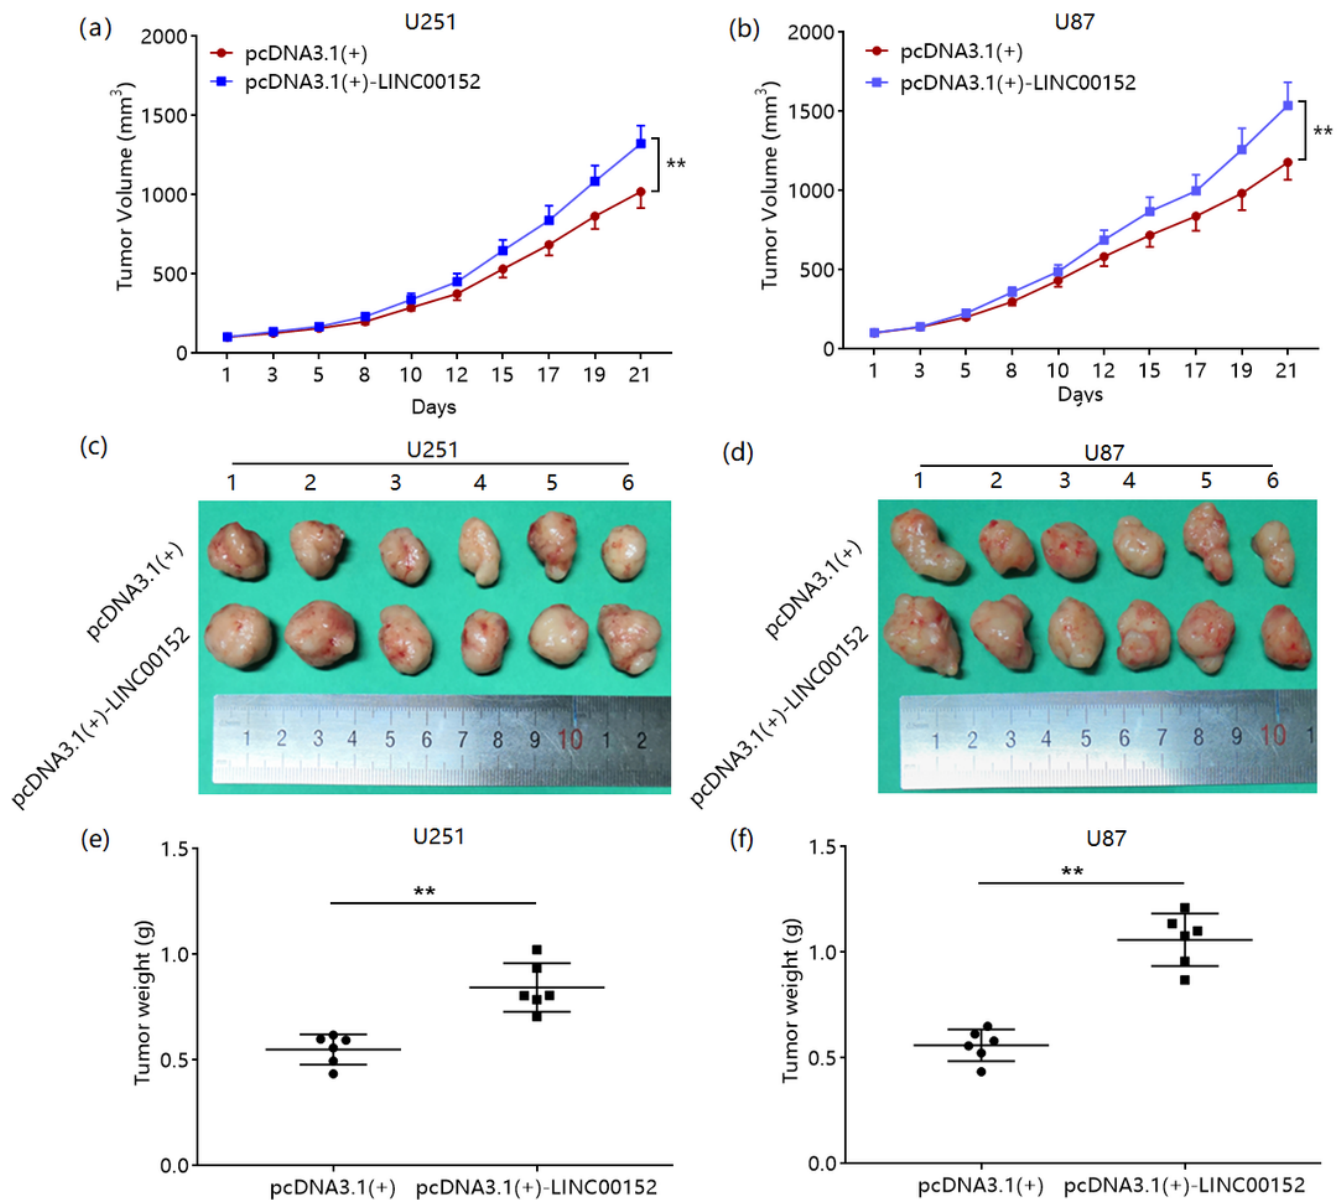 (a)
U251
2000
1500
1000
500
0
Tumor Volume (mm³)
pcDNA3.1(+)
pcDNA3.1(+)-LINC00152
**
1 3 5 8 10 12 15 17 19 21
Days
(b)
U87
2000
1500
1000
500
0
Tumor Volume (mm³)
pcDNA3.1(+)
pcDNA3.1(+)-LINC00152
**
1 3 5 8 10 12 15 17 19 21
Days
(c)
U251
1 2 3 4 5 6
pcDNA3.1(+)
pcDNA3.1(+)-LINC00152
1 2 3 4 5 6 7 8 9 10 1 2
(d)
U87
1 2 3 4 5 6
pcDNA3.1(+)
pcDNA3.1(+)-LINC00152
1 2 3 4 5 6 7 8 9 10 1
(e)
U251
1.5
1.0
0.5
0.0
Tumor weight (g)
**
pcDNA3.1(+) pcDNA3.1(+)-LINC00152
(f)
U87
1.5
1.0
0.5
0.0
Tumor weight (g)
**
pcDNA3.1(+) pcDNA3.1(+)-LINC00152